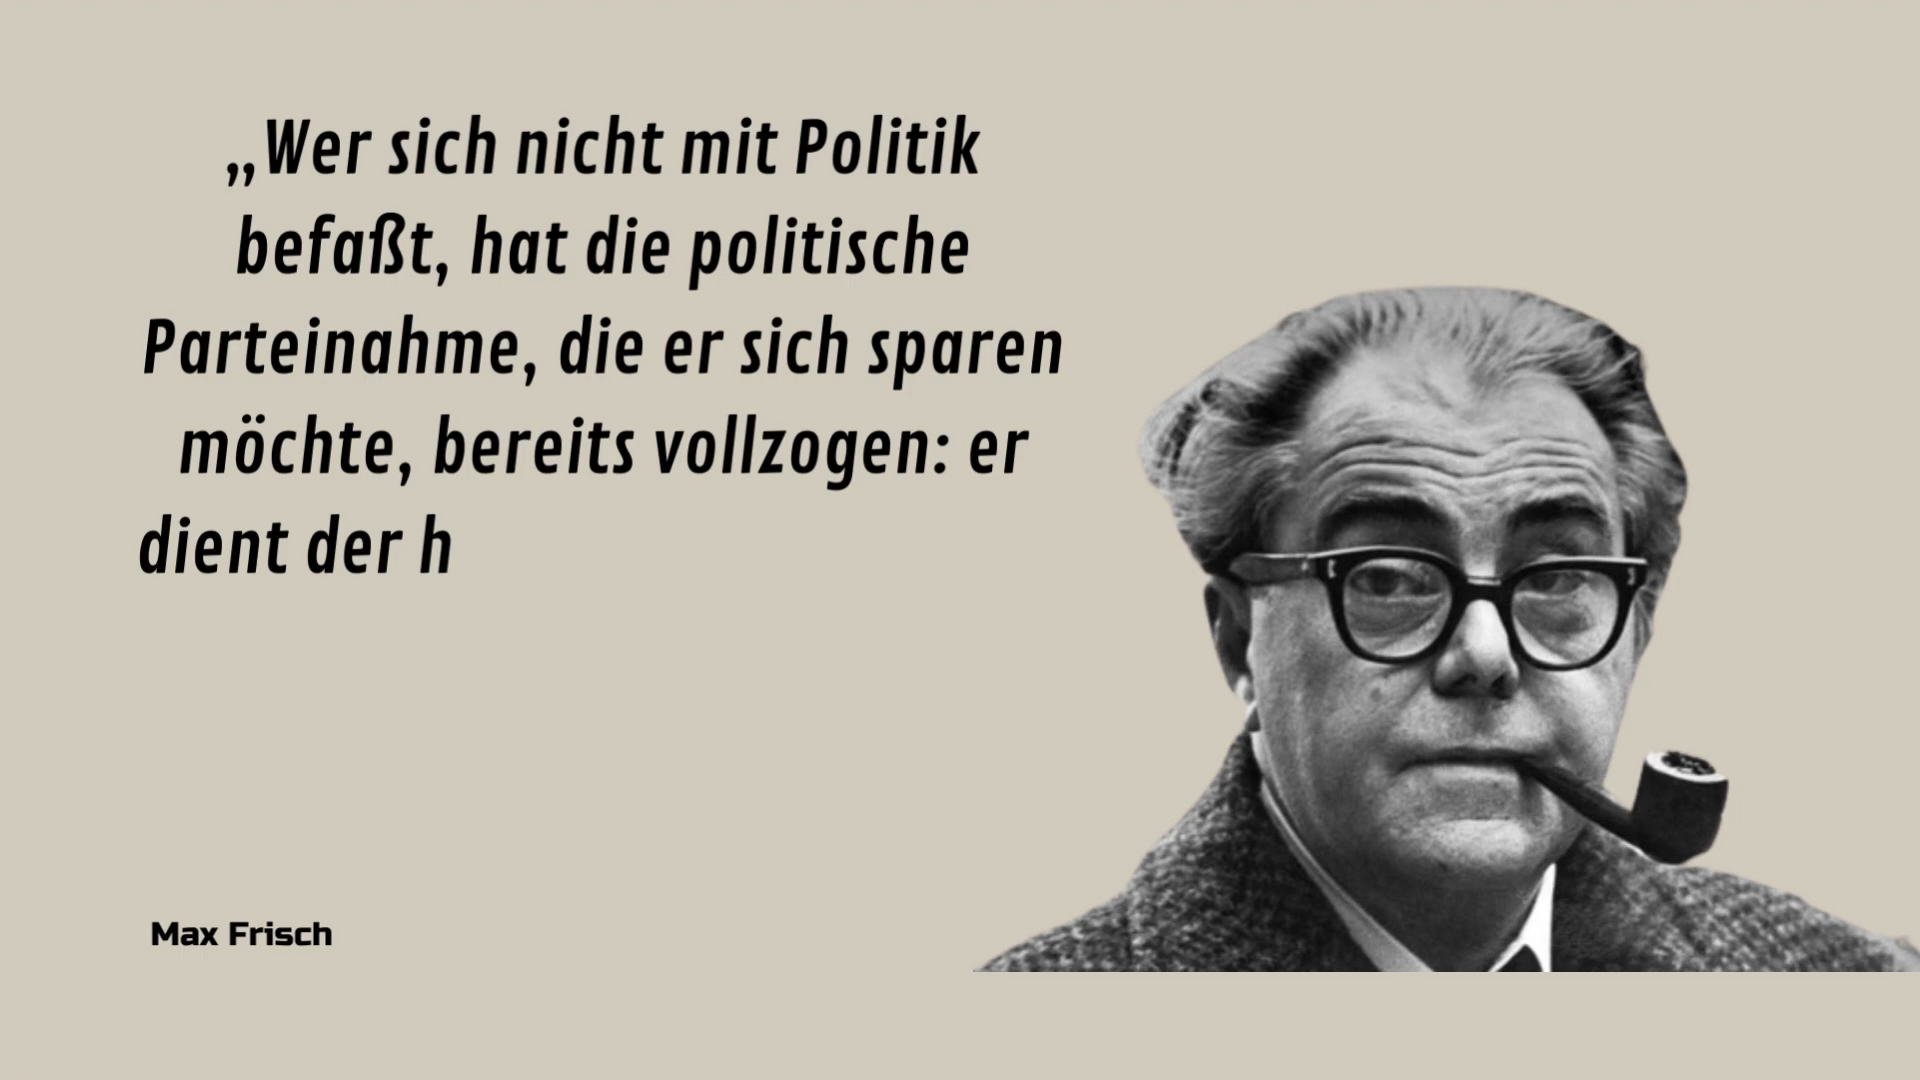 „Wer sich nicht mit Politik
befaßt, hat die politische
Parteinahme, die er sich sparen
möchte, bereits vollzogen: er
dient der h
Max Frisch